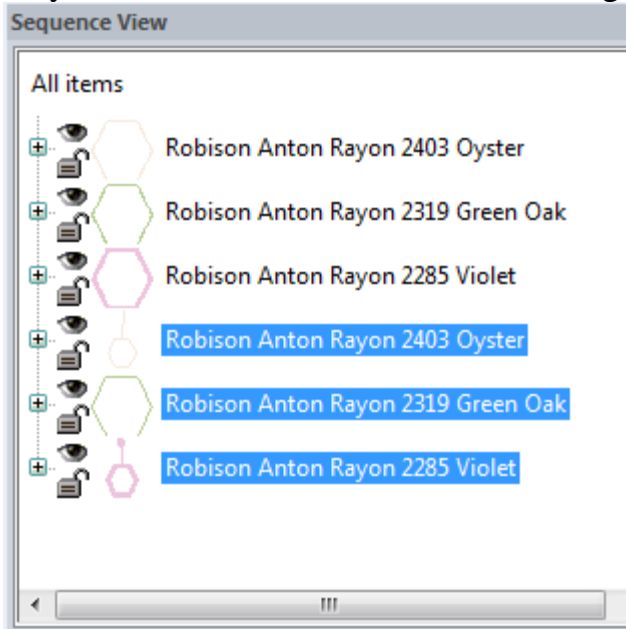 Sequence View
All items
Robison Anton Rayon 2403 Oyster
Robison Anton Rayon 2319 Green Oak
Robison Anton Rayon 2285 Violet
Robison Anton Rayon 2403 Oyster
Robison Anton Rayon 2319 Green Oak
Robison Anton Rayon 2285 Violet